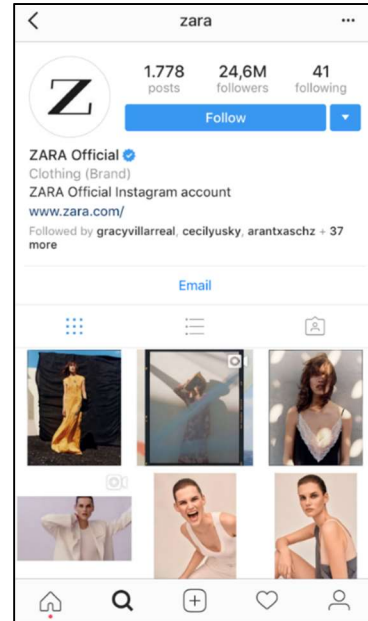 zara
Z
1.778 24,6M 41
posts followers following
Follow
ZARA Official
Clothing (Brand)
ZARA Official Instagram account
www.zara.com/
Followed by gracyvillarreal, cecilyusky, arantxaschz + 37
more
Email